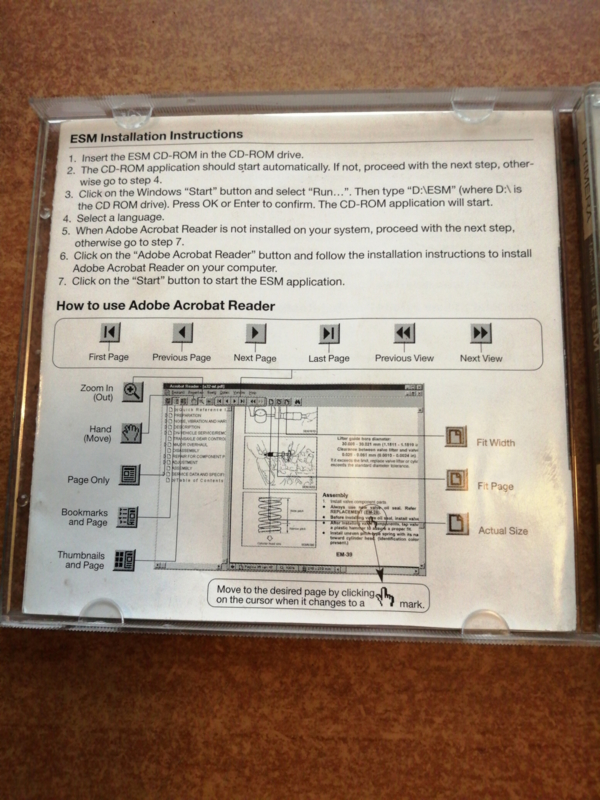 ESM Installation Instructions
1. Insert the ESM CD-ROM in the CD-ROM drive.
2. The CD-ROM application should start automatically. If not, proceed with the next step, other-
wise go to step 4.
3. Click on the Windows "Start" button and select "Run...". Then type "D:\ESM" (where D:\ is
the CD ROM drive). Press OK or Enter to confirm. The CD-ROM application will start.
4. Select a language.
5. When Adobe Acrobat Reader is not installed on your system, proceed with the next step,
otherwise go to step 7.
6. Click on the "Adobe Acrobat Reader" button and follow the installation instructions to install
Adobe Acrobat Reader on your computer.
7. Click on the "Start" button to start the ESM application.
How to use Adobe Acrobat Reader
First Page Previous Page Next Page Last Page Previous View Next View
Zoom In
(Out)
Hand
(Move)
Page Only
Bookmarks
and Page
Thumbnails
and Page
PREPARATION
DESCRIPTION
DISASSEMBLY
ASSEMBLY
Table of Contents
Assembly
EM-39
Fit Width
Fit Page
Actual Size
Move to the desired page by clicking
on the cursor when it changes to a mark.